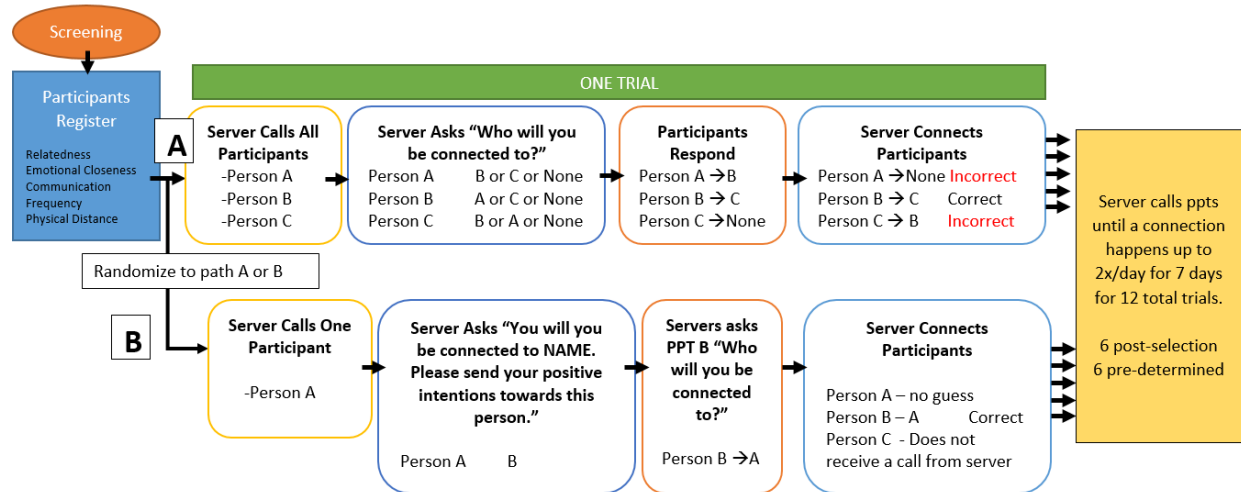 Screening
Participants
Register
Relatedness
Emotional Closeness
Communication
Frequency
Physical Distance
ONE TRIAL
A
Server Calls All
Participants
-Person A
-Person B
-Person C
Server Asks “Who will you
be connected to?”
Person A B or C or None
Person B A or C or None
Person C B or A or None
Participants
Respond
Person A →B
Person B → C
Person C →None
Server Connects
Participants
Person A →None Incorrect
Person B → C Correct
Person C → B Incorrect
Randomize to path A or B
B
Server Calls One
Participant
-Person A
Server Asks “You will you
be connected to NAME.
Please send your positive
intentions towards this
person.”
Person A B
Servers asks
PPT B “Who
will you be
connected
to?”
Person B →A
Server Connects
Participants
Person A – no guess
Person B – A Correct
Person C - Does not
receive a call from server
Server calls ppts
until a connection
happens up to
2x/day for 7 days
for 12 total trials.
6 post-selection
6 pre-determined